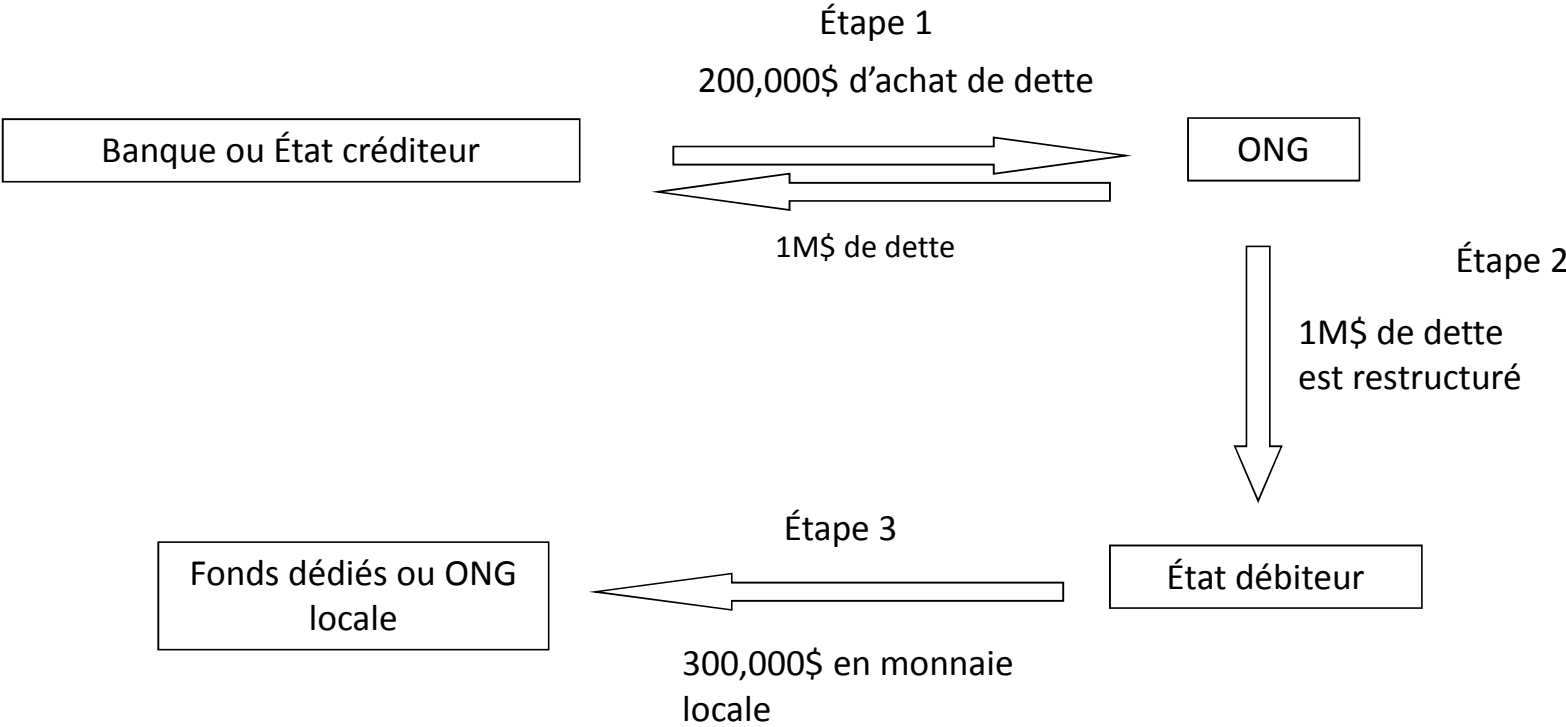 Étape 1
200,000$ d’achat de dette
Banque ou État créditeur
ONG
1M$ de dette
Étape 2
1M$ de dette
est restructuré
Étape 3
Fonds dédiés ou ONG
locale
État débiteur
300,000$ en monnaie
locale